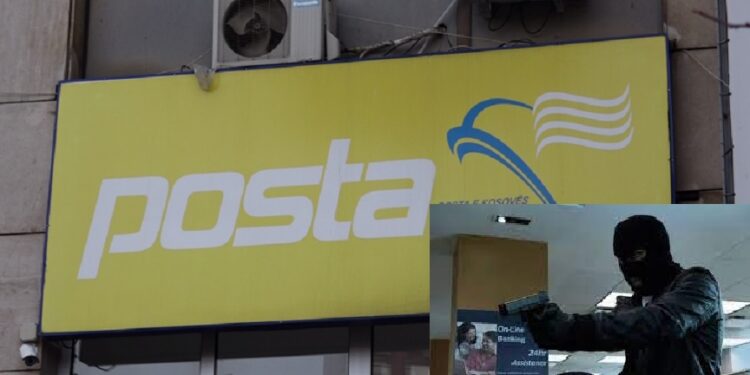 posta
POSTA E KOSOVËS
On-Line
Banking
24Hr
Assistance